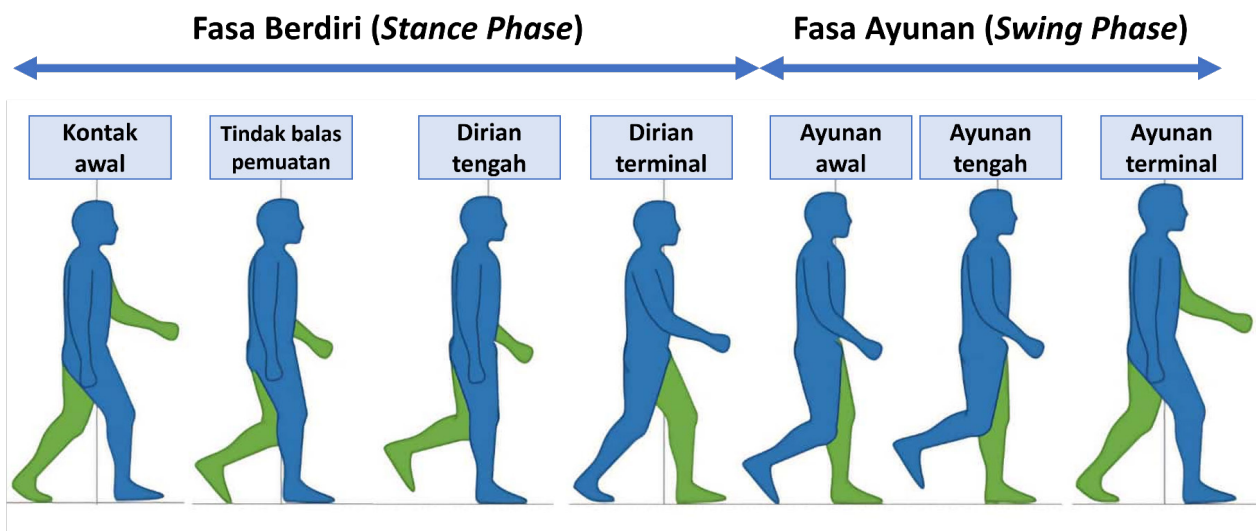 Fasa Berdiri (Stance Phase)
Fasa Ayunan (Swing Phase)
Kontak
awal
Tindak balas
pemuatan
Dirian
tengah
Dirian
terminal
Ayunan
awal
Ayunan
tengah
Ayunan
terminal